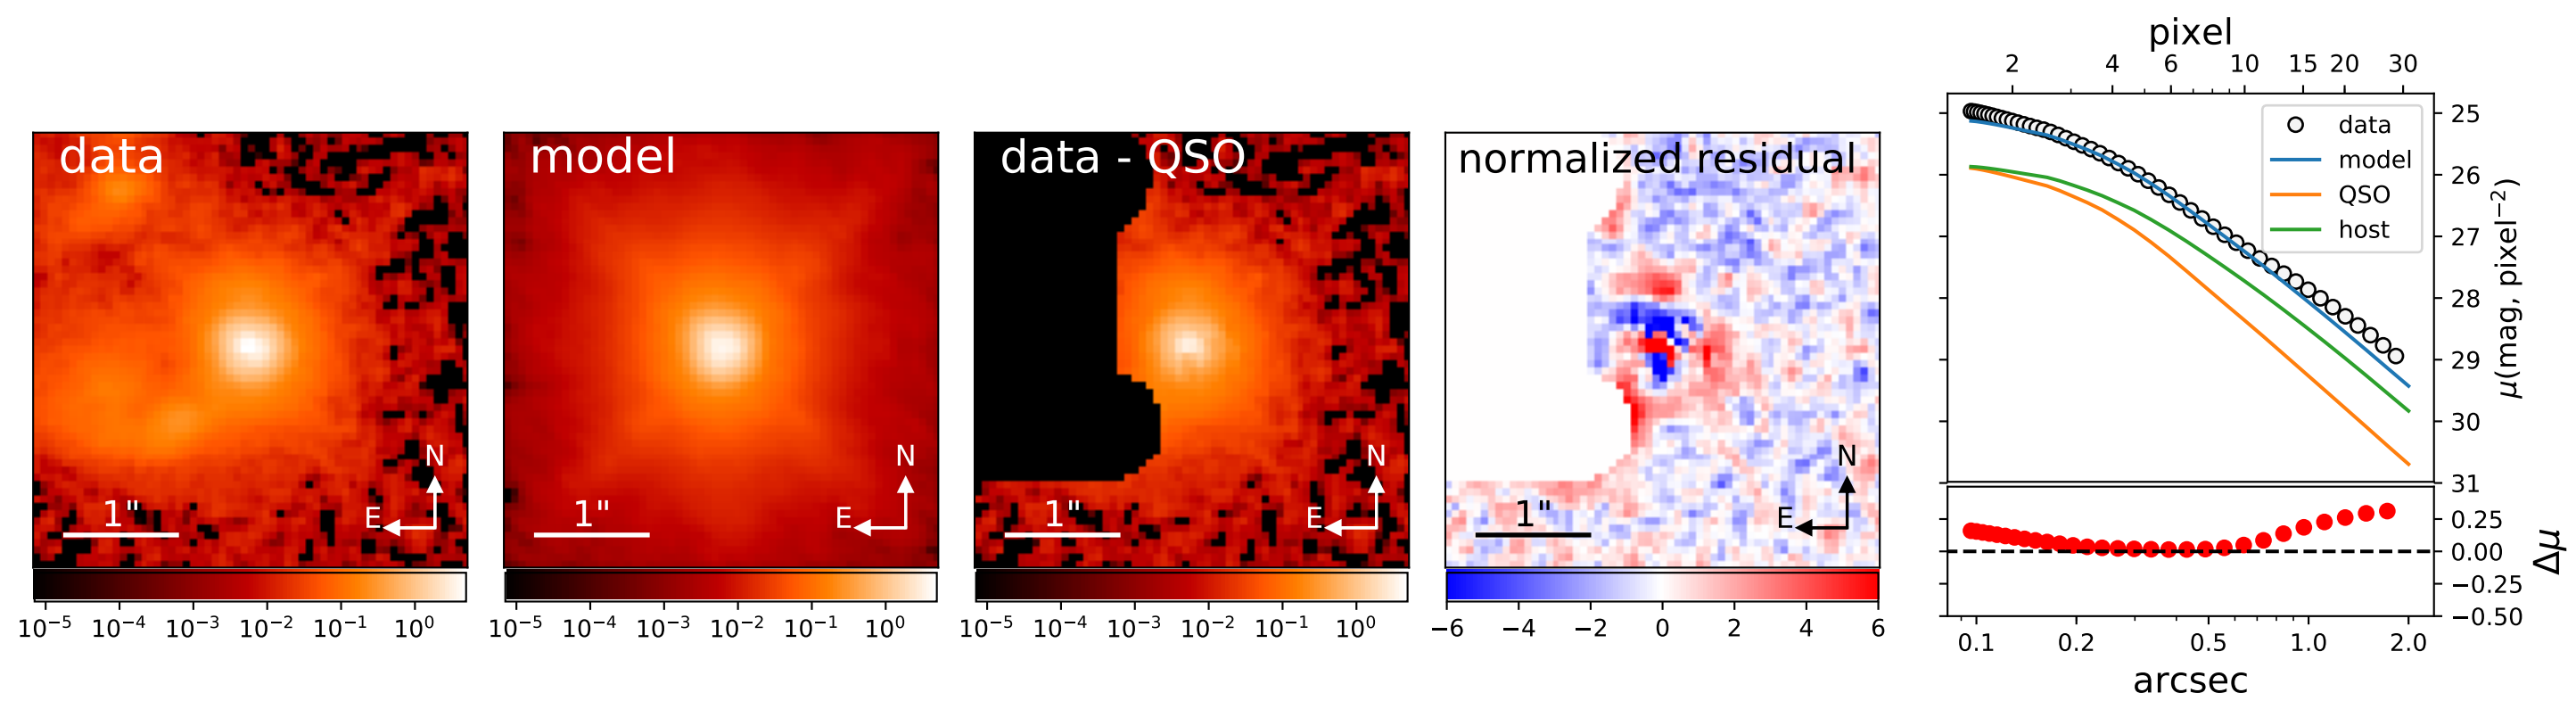 data
N
E
1"
10⁻⁵ 10⁻⁴ 10⁻³ 10⁻² 10⁻¹ 10⁰
model
N
E
1"
10⁻⁵ 10⁻⁴ 10⁻³ 10⁻² 10⁻¹ 10⁰
data - QSO
N
E
1"
10⁻⁵ 10⁻⁴ 10⁻³ 10⁻² 10⁻¹ 10⁰
normalized residual
N
E
1"
−6 −4 −2 0 2 4 6
pixel
2 4 6 10 15 20 30
data
model
QSO
host
25
26
27
28
29
30
31
μ(mag, pixel⁻²)
0.25
0.00
−0.25
−0.50
Δμ
0.1 0.2 0.5 1.0 2.0
arcsec